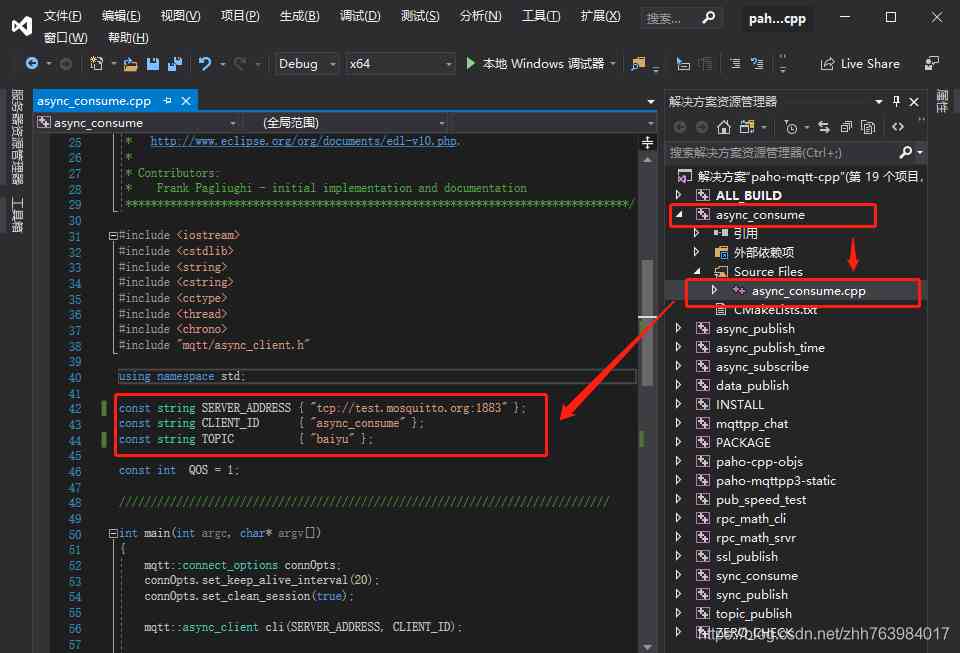 文件(F) 编辑(E) 视图(V) 项目(P) 生成(B) 调试(D) 测试(S) 分析(N) 工具(T) 扩展(X) 搜索... pah...cpp
窗口(W) 帮助(H)
Debug x64 本地 Windows 调试器 Live Share
服务器资源管理器
工具箱
async_consume.cpp
async_consume (全局范围)
25 * http://www.eclipse.org/org/documents/edl-v10.php.
26 *
27 * Contributors:
28 * Frank Pagliughi - initial implementation and documentation
29 *******************************************************************************/
30
31 #include <iostream>
32 #include <cstdlib>
33 #include <string>
34 #include <cstring>
35 #include <cctype>
36 #include <thread>
37 #include <chrono>
38 #include "mqtt/async_client.h"
39
40 using namespace std;
41
42 const string SERVER_ADDRESS { "tcp://test.mosquitto.org:1883" };
43 const string CLIENT_ID { "async_consume" };
44 const string TOPIC { "baiyu" };
45
46 const int QOS = 1;
47
48 /////////////////////////////////////////////////////////////////////////////
49
50 int main(int argc, char* argv[])
51 {
52 mqtt::connect_options connOpts;
53 connOpts.set_keep_alive_interval(20);
54 connOpts.set_clean_session(true);
55
56 mqtt::async_client cli(SERVER_ADDRESS, CLIENT_ID);
57
解决方案资源管理器
搜索解决方案资源管理器(Ctrl+;)
解决方案"paho-mqtt-cpp"(第 19 个项目,
ALL_BUILD
async_consume
引用
外部依赖项
Source Files
async_consume.cpp
CMakeLists.txt
async_publish
async_publish_time
async_subscribe
data_publish
INSTALL
mqttpp_chat
PACKAGE
paho-cpp-objs
paho-mqttpp3-static
pub_speed_test
rpc_math_cli
rpc_math_srvr
ssl_publish
sync_consume
sync_publish
topic_publish
ZERO_CHECK
https://blog.csdn.net/zhh763984017
属性